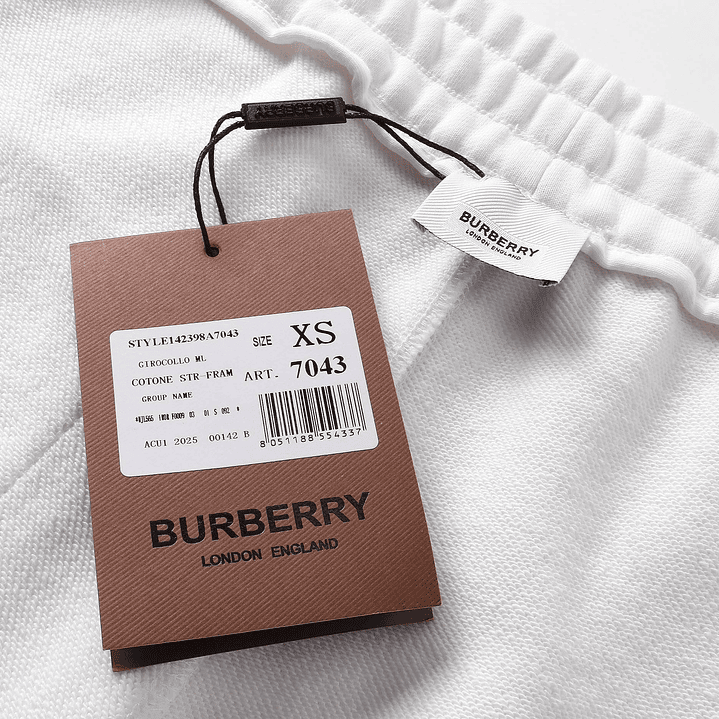 BURBERRY
BURBERRY
LONDON ENGLAND
STYLE142398A7043
SIZE XS
GIROCOLLO ML
COTONE STR-FRAM
ART. 7043
GROUP NAME
ACU1 2025 00142 B
8 051188 554337
BURBERRY
LONDON ENGLAND